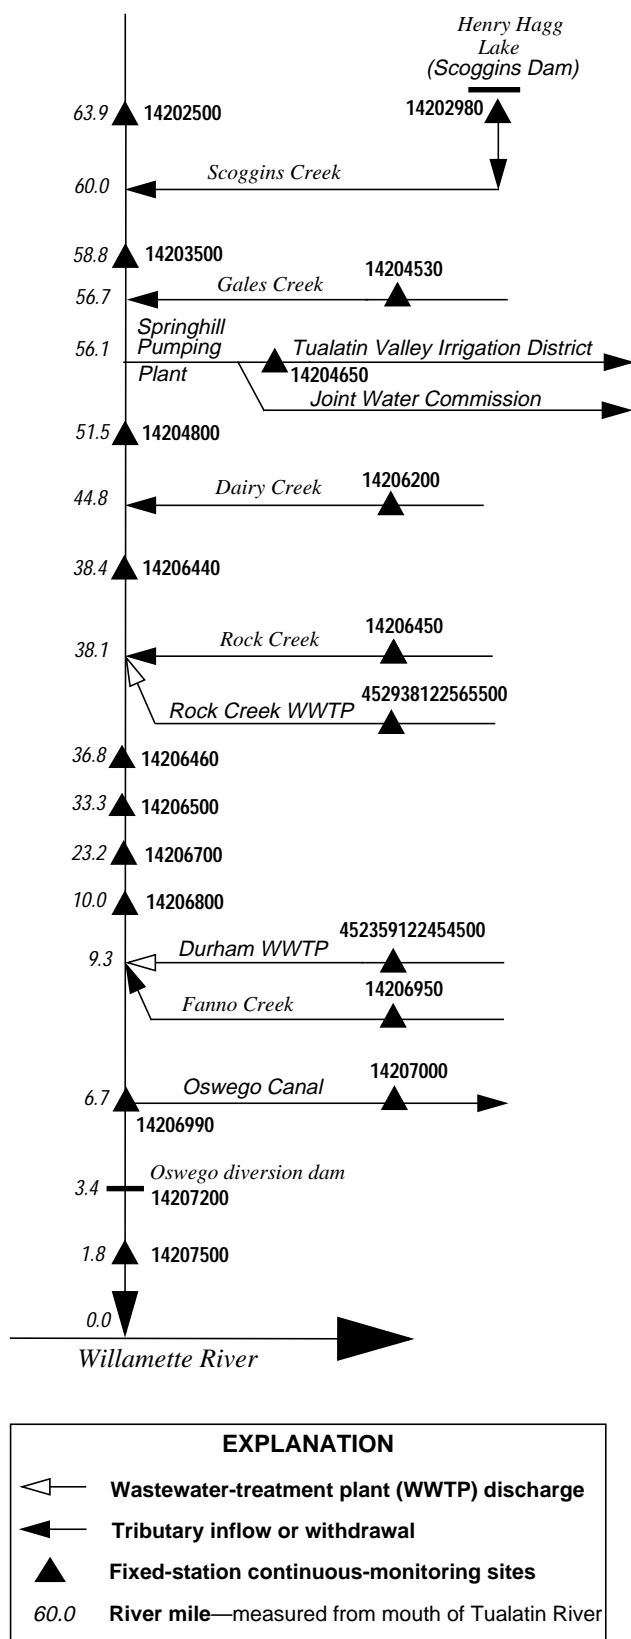 Henry Hagg
Lake
(Scoggins Dam)
63.9 14202500 14202980
60.0 Scoggins Creek
58.8 14203500
14204530
56.7 Gales Creek
56.1 Springhill
Pumping
Plant
Tualatin Valley Irrigation District
14204650
Joint Water Commission
51.5 14204800
14206200
44.8 Dairy Creek
38.4 14206440
14206450
38.1 Rock Creek
452938122565500
Rock Creek WWTP
36.8 14206460
33.3 14206500
23.2 14206700
10.0 14206800
452359122454500
9.3 Durham WWTP
14206950
Fanno Creek
14207000
6.7 Oswego Canal
14206990
Oswego diversion dam
3.4 14207200
1.8 14207500
0.0
Willamette River
EXPLANATION
Wastewater-treatment plant (WWTP) discharge
Tributary inflow or withdrawal
Fixed-station continuous-monitoring sites
60.0 River mile—measured from mouth of Tualatin River